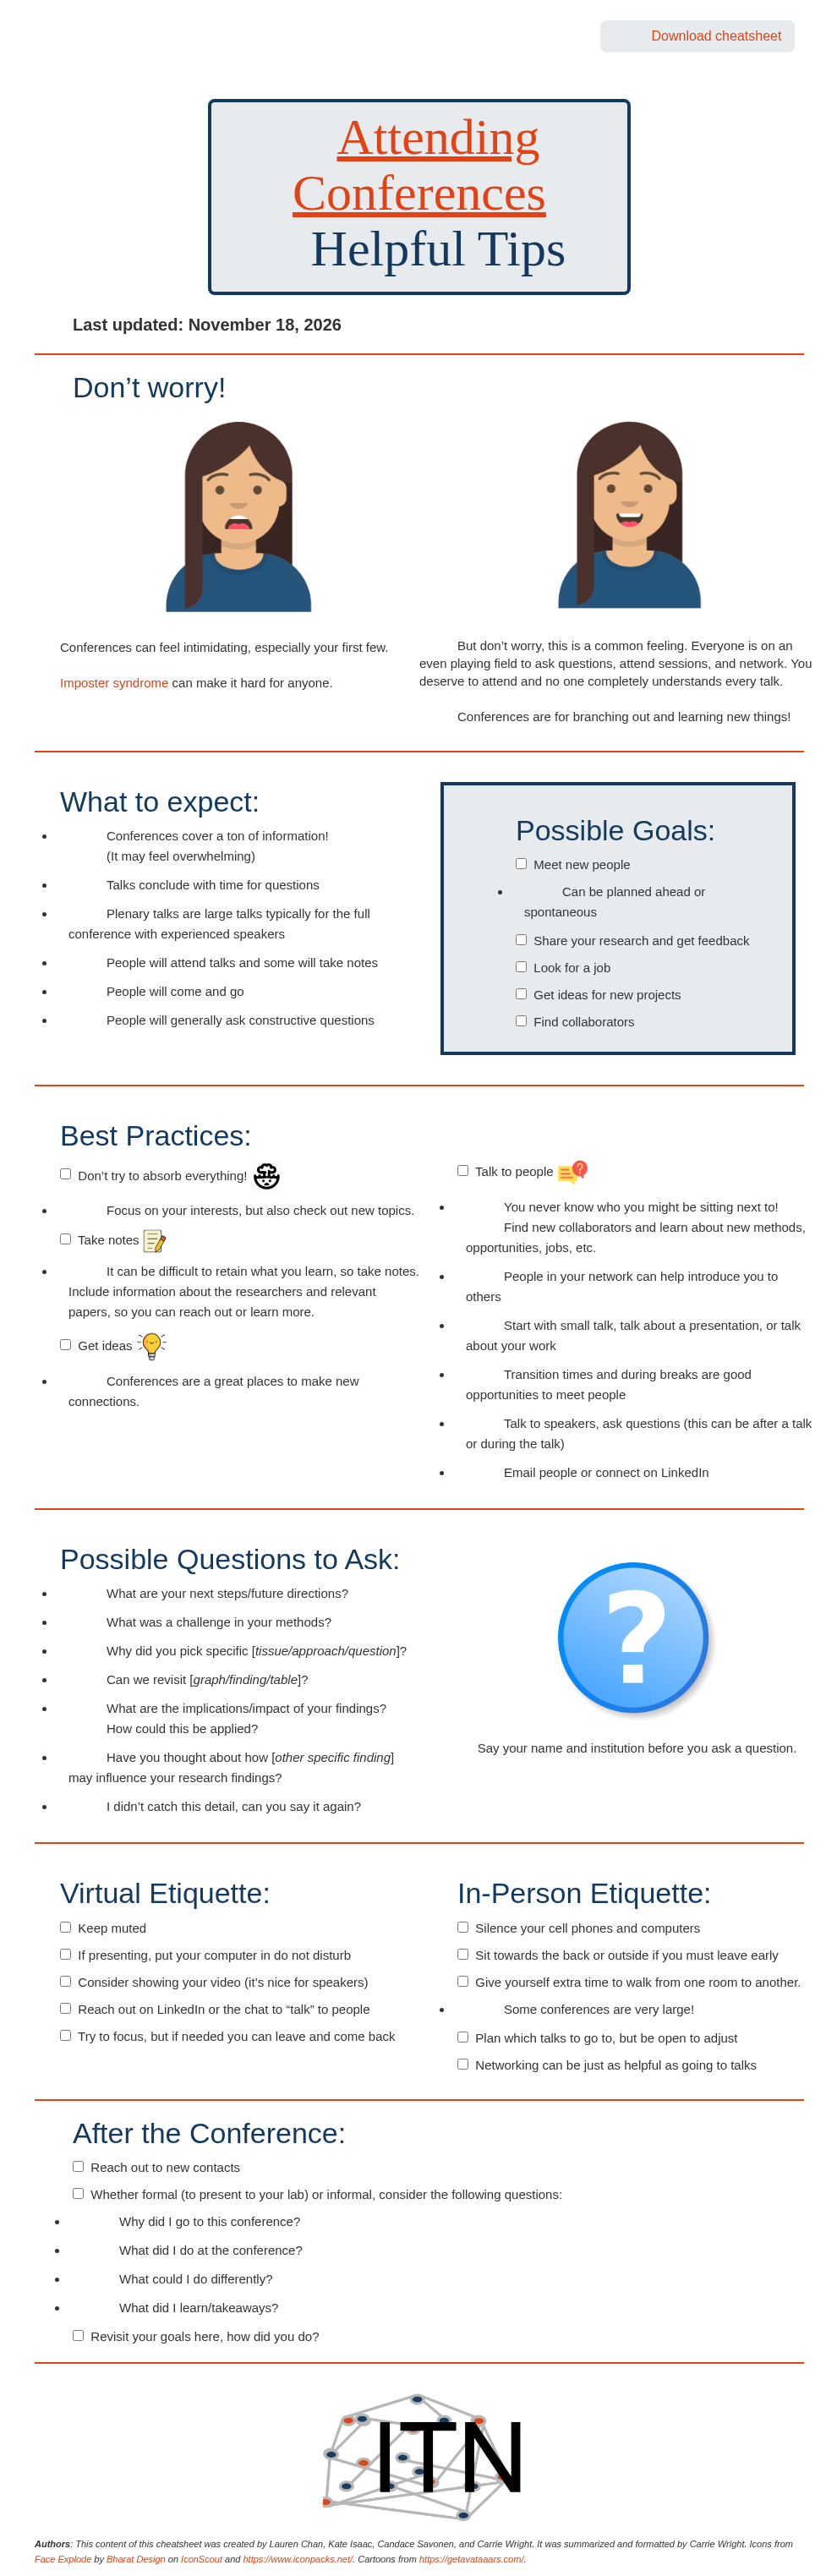 Download cheatsheet
Attending
Conferences
Helpful Tips
Last updated: November 18, 2026
Don’t worry!
Conferences can feel intimidating, especially your first few.
Imposter syndrome can make it hard for anyone.
But don’t worry, this is a common feeling. Everyone is on an
even playing field to ask questions, attend sessions, and network. You
deserve to attend and no one completely understands every talk.
Conferences are for branching out and learning new things!
What to expect:
Conferences cover a ton of information!
(It may feel overwhelming)
Talks conclude with time for questions
Plenary talks are large talks typically for the full
conference with experienced speakers
People will attend talks and some will take notes
People will come and go
People will generally ask constructive questions
Possible Goals:
Meet new people
Can be planned ahead or
spontaneous
Share your research and get feedback
Look for a job
Get ideas for new projects
Find collaborators
Best Practices:
Don’t try to absorb everything!
Focus on your interests, but also check out new topics.
Take notes
It can be difficult to retain what you learn, so take notes.
Include information about the researchers and relevant
papers, so you can reach out or learn more.
Get ideas
Conferences are a great places to make new
connections.
Talk to people
You never know who you might be sitting next to!
Find new collaborators and learn about new methods,
opportunities, jobs, etc.
People in your network can help introduce you to
others
Start with small talk, talk about a presentation, or talk
about your work
Transition times and during breaks are good
opportunities to meet people
Talk to speakers, ask questions (this can be after a talk
or during the talk)
Email people or connect on LinkedIn
Possible Questions to Ask:
What are your next steps/future directions?
What was a challenge in your methods?
Why did you pick specific [tissue/approach/question]?
Can we revisit [graph/finding/table]?
What are the implications/impact of your findings?
How could this be applied?
Have you thought about how [other specific finding]
may influence your research findings?
I didn’t catch this detail, can you say it again?
?
Say your name and institution before you ask a question.
Virtual Etiquette:
Keep muted
If presenting, put your computer in do not disturb
Consider showing your video (it’s nice for speakers)
Reach out on LinkedIn or the chat to “talk” to people
Try to focus, but if needed you can leave and come back
In-Person Etiquette:
Silence your cell phones and computers
Sit towards the back or outside if you must leave early
Give yourself extra time to walk from one room to another.
Some conferences are very large!
Plan which talks to go to, but be open to adjust
Networking can be just as helpful as going to talks
After the Conference:
Reach out to new contacts
Whether formal (to present to your lab) or informal, consider the following questions:
Why did I go to this conference?
What did I do at the conference?
What could I do differently?
What did I learn/takeaways?
Revisit your goals here, how did you do?
ITN
Authors: This content of this cheatsheet was created by Lauren Chan, Kate Isaac, Candace Savonen, and Carrie Wright. It was summarized and formatted by Carrie Wright. Icons from
Face Explode by Bharat Design on IconScout and https://www.iconpacks.net/. Cartoons from https://getavataaars.com/.